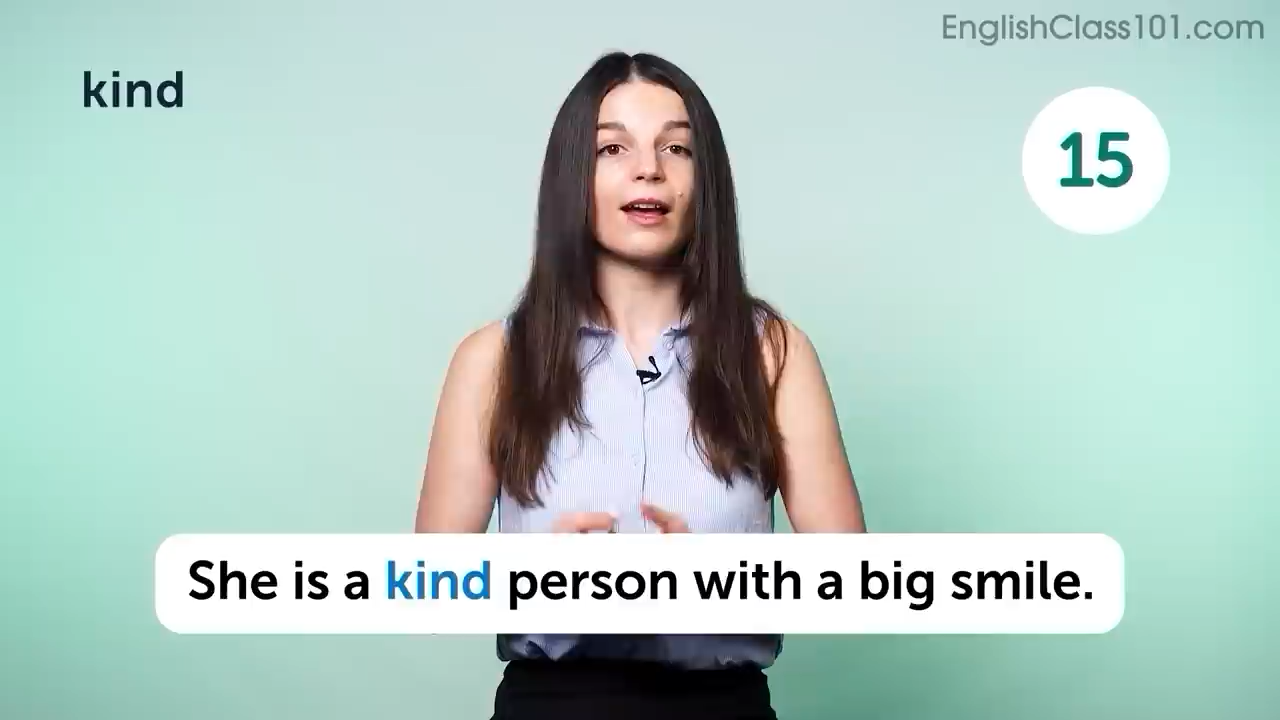 EnglishClass101.com
kind
15
She is a kind person with a big smile.